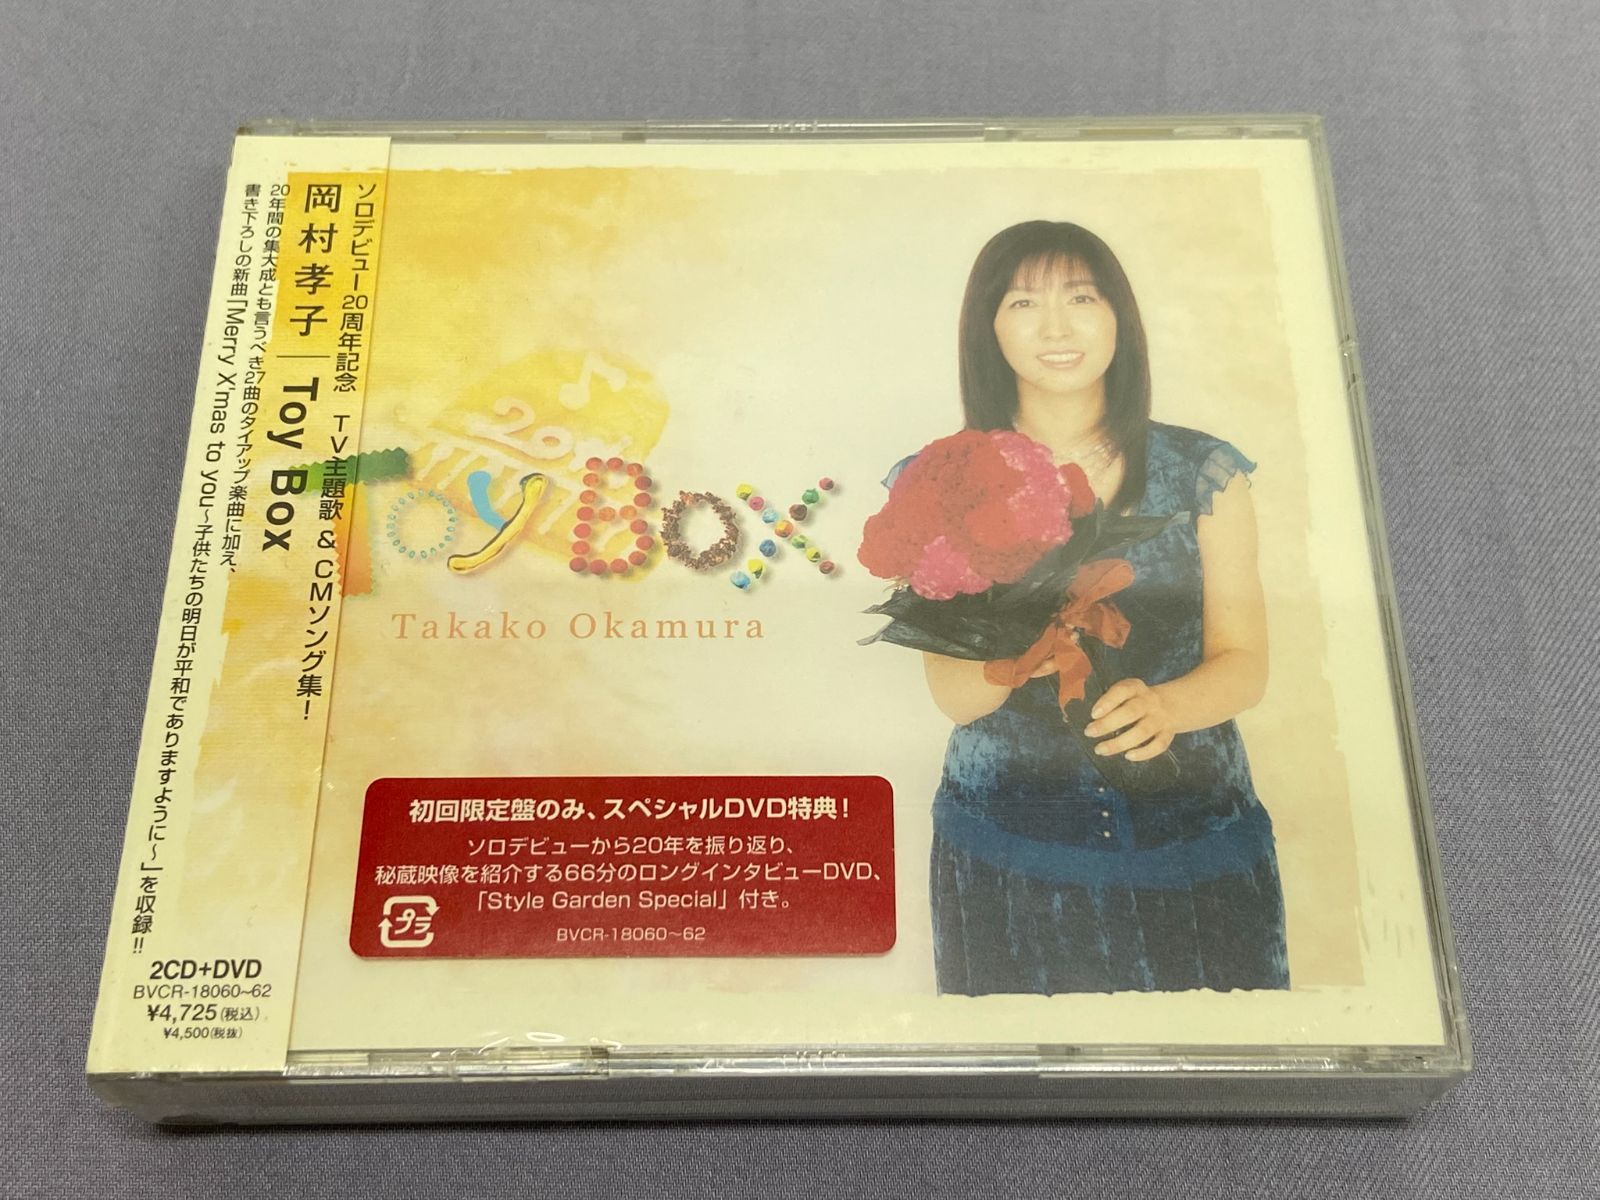 ソロデビュー20周年記念 TV主題歌 & CMソング集！
岡村孝子 Toy Box
20年間の集大成とも言うべき27曲のタイアップ楽曲に加え、
書き下ろしの新曲「Merry X'mas to you～子供たちの明日が平和でありますように～」を収録!!
2CD+DVD
BVCR-18060~62
¥4,725(税込)
¥4,500(税抜)
20th
Toy Box
Takako Okamura
初回限定盤のみ、スペシャルDVD特典！
ソロデビューから20年を振り返り、
秘蔵映像を紹介する66分のロングインタビューDVD、
「Style Garden Special」付き。
プラ
BVCR-18060～62